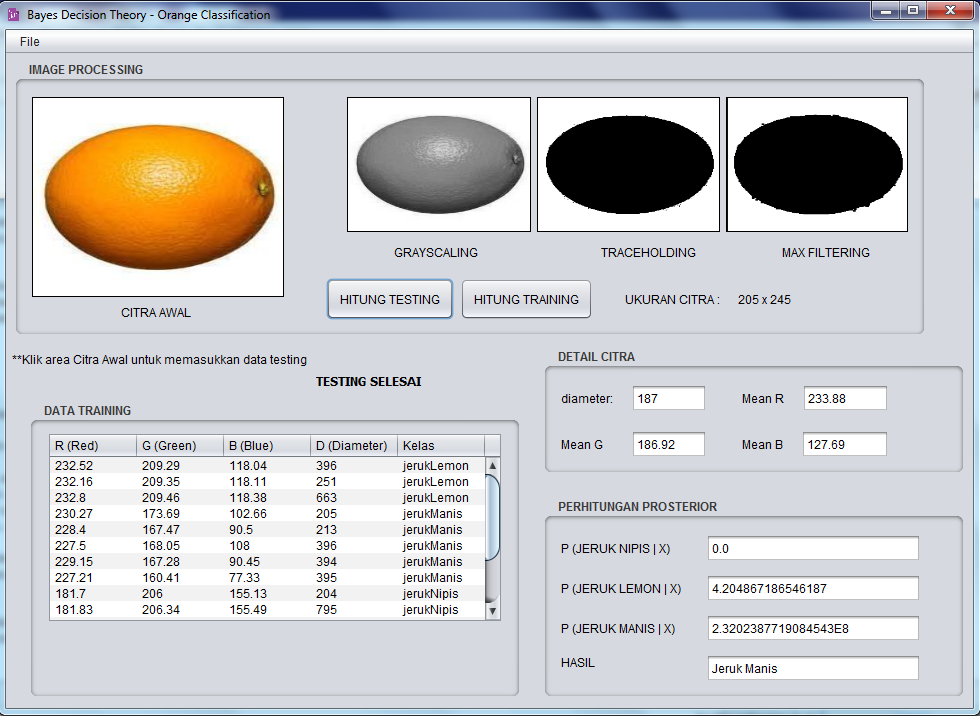 Bayes Decision Theory - Orange Classification
File
IMAGE PROCESSING
GRAYSCALING
TRACEHOLDING
MAX FILTERING
CITRA AWAL
HITUNG TESTING
HITUNG TRAINING
UKURAN CITRA : 205 x 245
**Klik area Citra Awal untuk memasukkan data testing
TESTING SELESAI
DATA TRAINING
R (Red) G (Green) B (Blue) D (Diameter) Kelas
232.52 209.29 118.04 396 jerukLemon
232.16 209.35 118.11 251 jerukLemon
232.8 209.46 118.38 663 jerukLemon
230.27 173.69 102.66 205 jerukManis
228.4 167.47 90.5 213 jerukManis
227.5 168.05 108 396 jerukManis
229.15 167.28 90.45 394 jerukManis
227.21 160.41 77.33 395 jerukManis
181.7 206 155.13 204 jerukNipis
181.83 206.34 155.49 795 jerukNipis
DETAIL CITRA
diameter: 187 Mean R 233.88
Mean G 186.92 Mean B 127.69
PERHITUNGAN PROSTERIOR
P (JERUK NIPIS | X) 0.0
P (JERUK LEMON | X) 4.204867186546187
P (JERUK MANIS | X) 2.3202387719084543E8
HASIL Jeruk Manis